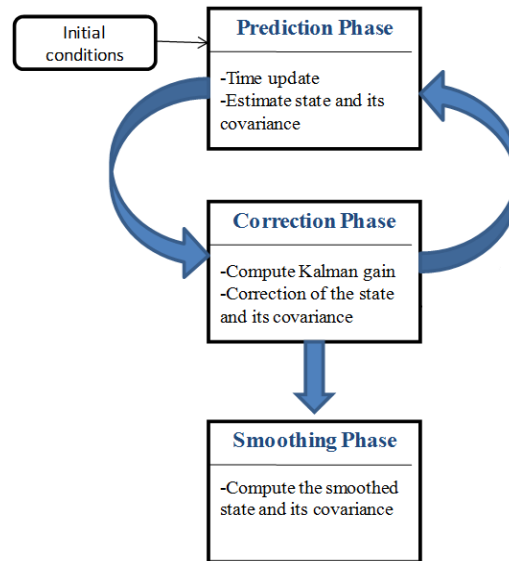 Initial
conditions
Prediction Phase
-Time update
-Estimate state and its
covariance
Correction Phase
-Compute Kalman gain
-Correction of the state
and its covariance
Smoothing Phase
-Compute the smoothed
state and its covariance